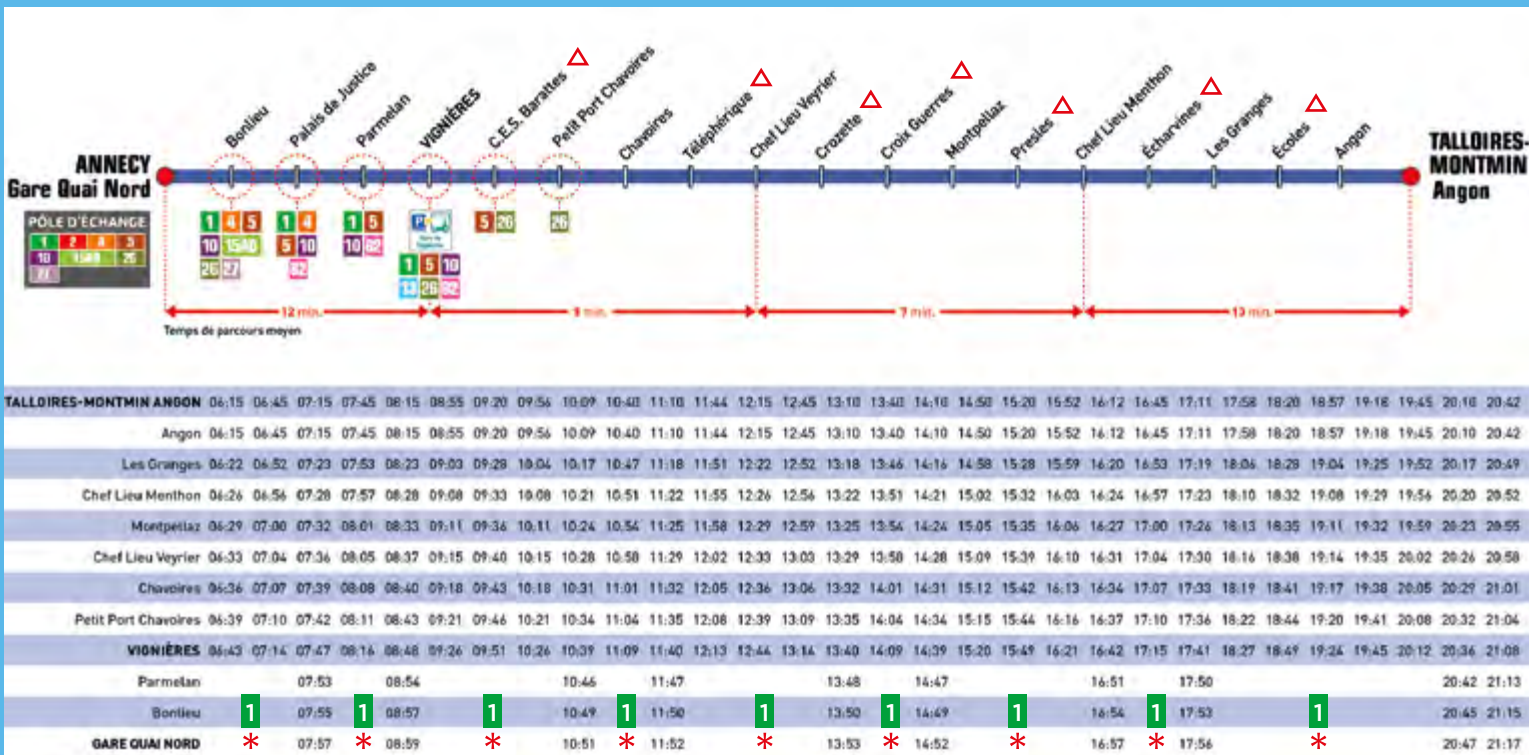 Bonlieu
Palais de Justice
Parmelan
VIGNIÈRES
C.E.S. Barattes
Petit Port Chavoires
Chavoires
Téléphérique
Chef Lieu Veyrier
Crozette
Croix Guerres
Montpellaz
Presles
Chef Lieu Menthon
Écharvines
Les Granges
Écoles
Angon
ANNECY
Gare Quai Nord
TALLOIRES-
MONTMIN
Angon
PÔLE D'ÉCHANGE
1 2 4 5
10 15AD 26
27
1 4 5
10 15AD
26 27
1 4
5 10
82
1 5
10 82
P+R
1 5 10
13 26 82
5 26
26
12 min. 9 min. 7 min. 13 min.
Temps de parcours moyen
TALLOIRES-MONTMIN ANGON 06:15 06:45 07:15 07:45 08:15 08:55 09:20 09:56 10:09 10:40 11:10 11:44 12:15 12:45 13:10 13:40 14:10 14:50 15:20 15:52 16:12 16:45 17:11 17:58 18:20 18:57 19:18 19:45 20:10 20:42
Angon 06:15 06:45 07:15 07:45 08:15 08:55 09:20 09:56 10:09 10:40 11:10 11:44 12:15 12:45 13:10 13:40 14:10 14:50 15:20 15:52 16:12 16:45 17:11 17:58 18:20 18:57 19:18 19:45 20:10 20:42
Les Granges 06:22 06:52 07:23 07:53 08:23 09:03 09:28 10:04 10:17 10:47 11:18 11:51 12:22 12:52 13:18 13:46 14:16 14:58 15:28 15:59 16:20 16:53 17:19 18:06 18:28 19:04 19:25 19:52 20:17 20:49
Chef Lieu Menthon 06:26 06:56 07:28 07:57 08:28 09:08 09:33 10:08 10:21 10:51 11:22 11:55 12:26 12:56 13:22 13:51 14:21 15:02 15:32 16:03 16:24 16:57 17:23 18:10 18:32 19:08 19:29 19:56 20:20 20:52
Montpellaz 06:29 07:00 07:32 08:01 08:33 09:11 09:36 10:11 10:24 10:54 11:25 11:58 12:29 12:59 13:25 13:54 14:24 15:05 15:35 16:06 16:27 17:00 17:26 18:13 18:35 19:11 19:32 19:59 20:23 20:55
Chef Lieu Veyrier 06:33 07:04 07:36 08:05 08:37 09:15 09:40 10:15 10:28 10:58 11:29 12:02 12:33 13:03 13:29 13:58 14:28 15:09 15:39 16:10 16:31 17:04 17:30 18:16 18:38 19:14 19:35 20:02 20:26 20:58
Chavoires 06:36 07:07 07:39 08:08 08:40 09:18 09:43 10:18 10:31 11:01 11:32 12:05 12:36 13:06 13:32 14:01 14:31 15:12 15:42 16:13 16:34 17:07 17:33 18:19 18:41 19:17 19:38 20:05 20:29 21:01
Petit Port Chavoires 06:39 07:10 07:42 08:11 08:43 09:21 09:46 10:21 10:34 11:04 11:35 12:08 12:39 13:09 13:35 14:04 14:34 15:15 15:44 16:16 16:37 17:10 17:36 18:22 18:44 19:20 19:41 20:08 20:32 21:04
VIGNIÈRES 06:43 07:14 07:47 08:16 08:48 09:26 09:51 10:26 10:39 11:09 11:40 12:13 12:44 13:14 13:40 14:09 14:39 15:20 15:49 16:21 16:42 17:15 17:41 18:27 18:49 19:24 19:45 20:12 20:36 21:08
Parmelan 07:53 08:54 10:46 11:47 13:48 14:47 16:51 17:50 20:42 21:13
Bonlieu 1 07:55 1 08:57 1 10:49 1 11:50 1 13:50 1 14:49 1 16:54 1 17:53 1 20:45 21:15
GARE QUAI NORD * 07:57 * 08:59 * 10:51 * 11:52 * 13:53 * 14:52 * 16:57 * 17:56 * 20:47 21:17